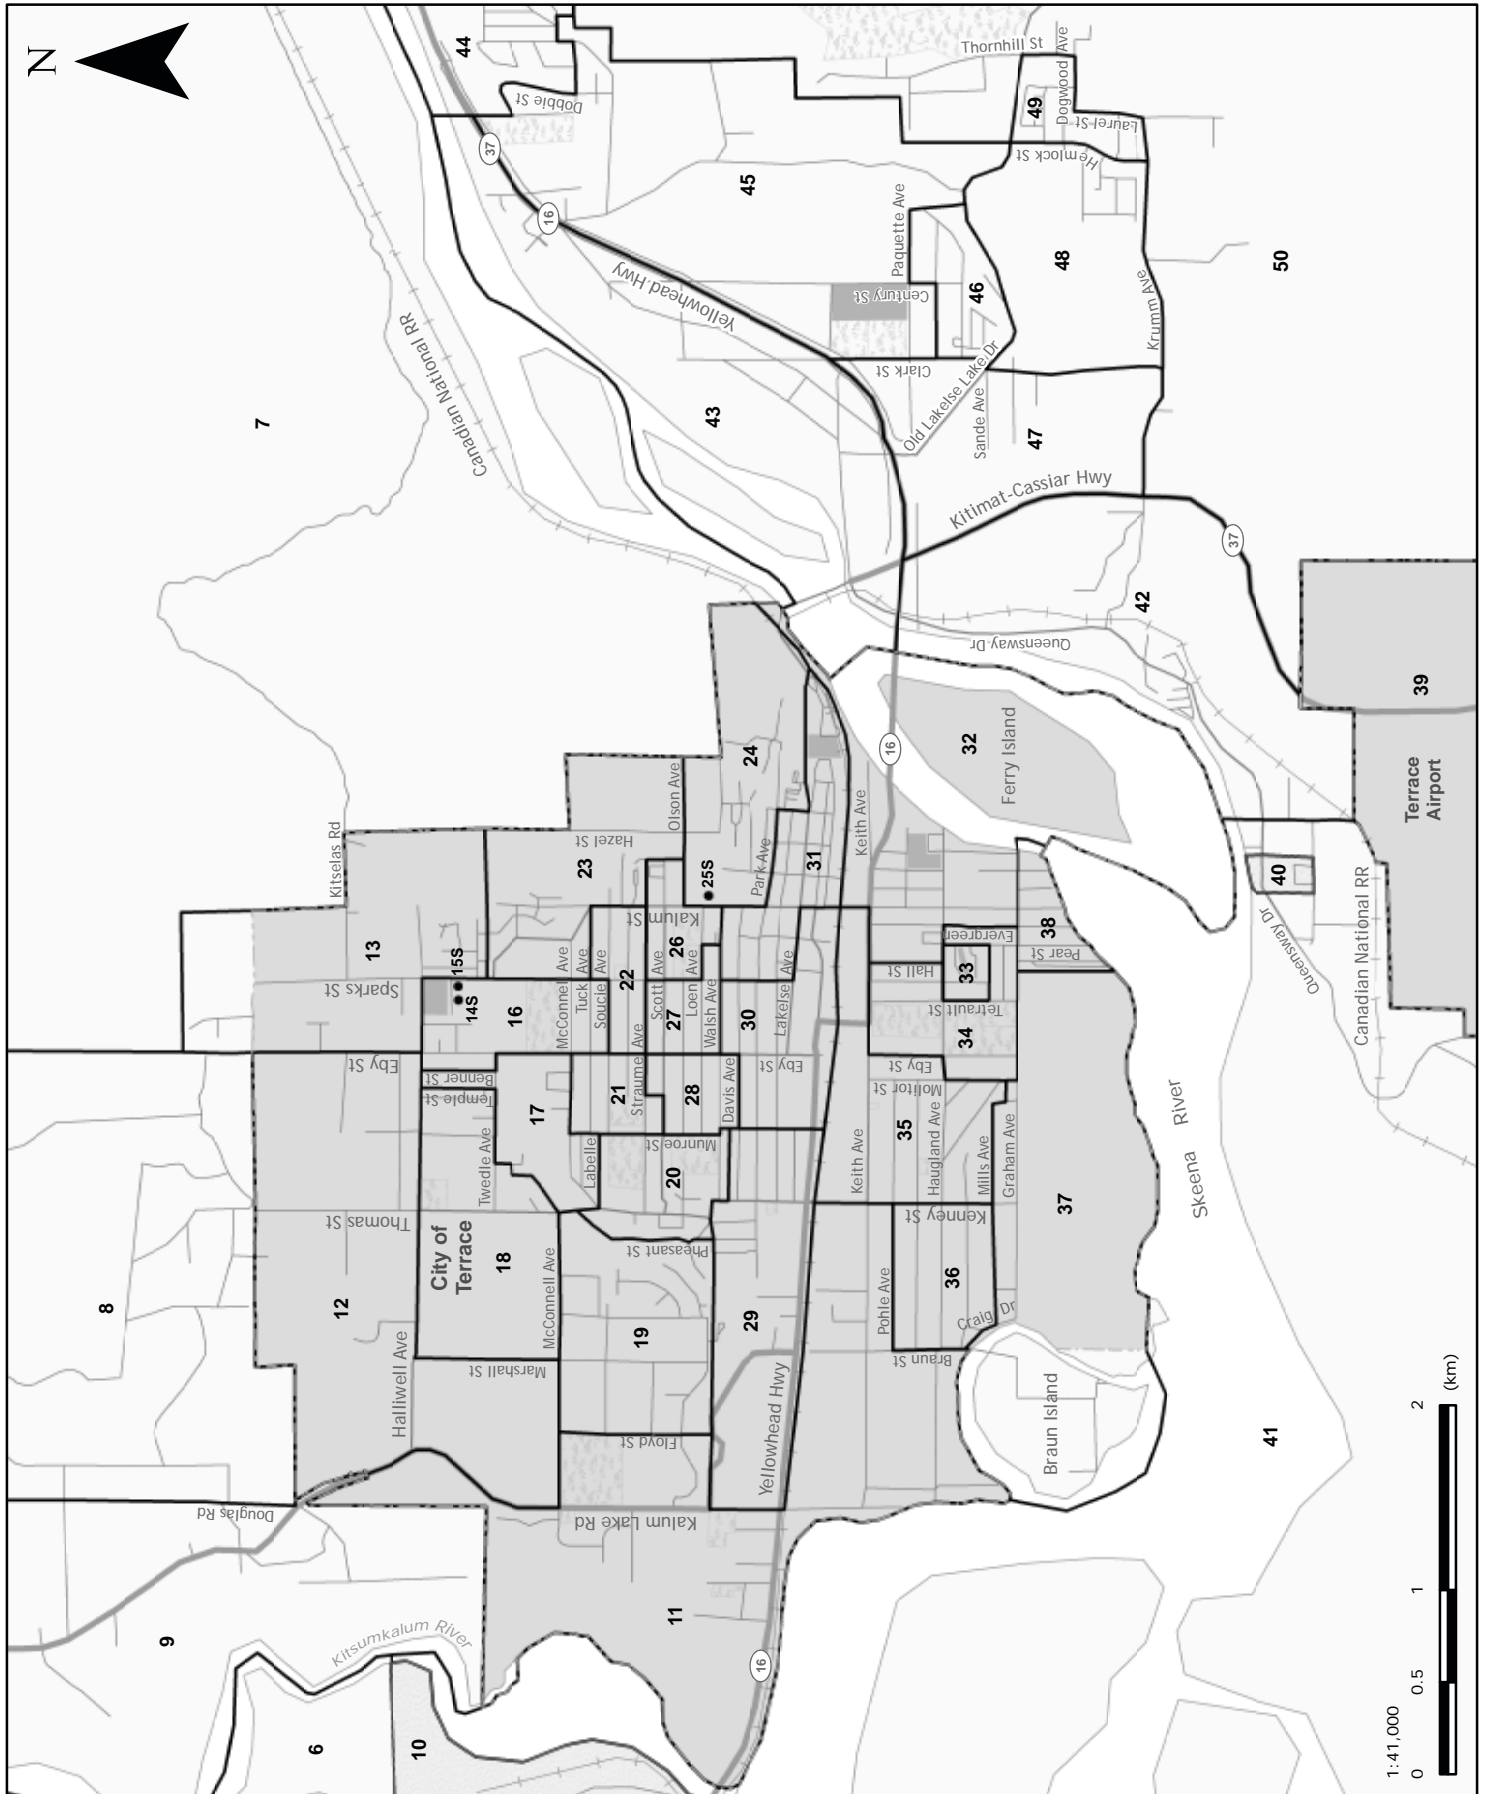 N
7
8
9
6
10
44
Dobbie St
37
16
45
Canadian National RR
Yellowhead Hwy
43
Paquette Ave
Century St
46
Clark St
Old Lakelse Lake Dr
Sande Ave
47
Thornhill St
Dogwood Ave
49
Laurel St
Hemlock St
48
Krumm Ave
50
Kitimat-Cassiar Hwy
37
42
Queensway Dr
39
Terrace
Airport
32
Ferry Island
16
24
Olson Ave
Hazel St
23
25S
Park Ave
31
Keith Ave
Kitselas Rd
13
15S
14S
Sparks St
16
McConnell Ave
Tuck Ave
Soucie Ave
22
Kalum St
26
Scott Ave
Loen Ave
27
Walsh Ave
30
Lakelse Ave
Eby St
Benner St
Temple St
17
21
Straume Ave
28
Davis Ave
Eby St
Twedle Ave
Labelle
Munroe St
20
Thomas St
City of
Terrace
18
12
Halliwell Ave
McConnell Ave
Marshall St
Pheasant St
19
29
Floyd St
Yellowhead Hwy
Douglas Rd
Kalum Lake Rd
11
16
Kitsumkalum River
Evergreen
38
Pear St
Hall St
33
Tetrault St
34
Eby St
Molitor St
35
Haugland Ave
Keith Ave
Mills Ave
Graham Ave
37
Kenney St
36
Pohle Ave
Craig Dr
Braun St
Braun Island
Skeena River
41
40
Queensway Dr
Canadian National RR
1:41,000
0 0.5 1 2
(km)